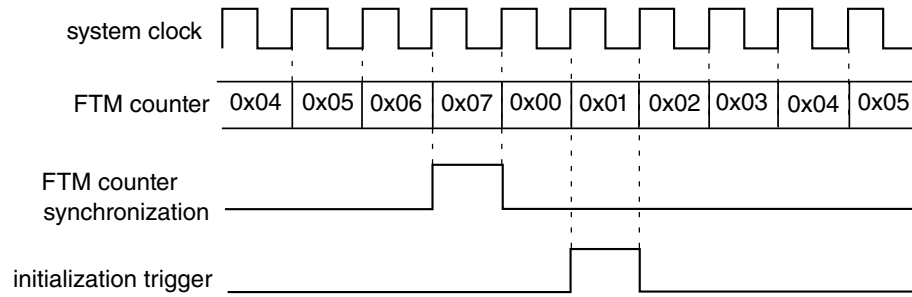 system clock
FTM counter 0x04 0x05 0x06 0x07 0x00 0x01 0x02 0x03 0x04 0x05
FTM counter
synchronization
initialization trigger